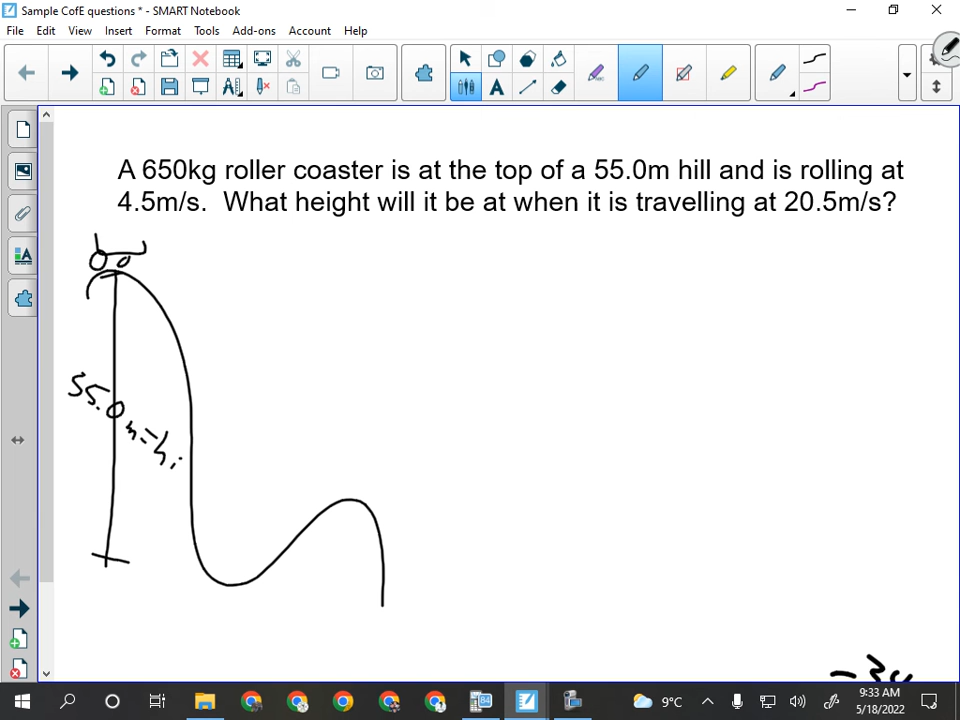 Sample CofE questions * - SMART Notebook
File Edit View Insert Format Tools Add-ons Account Help
A 650kg roller coaster is at the top of a 55.0m hill and is rolling at
4.5m/s. What height will it be at when it is travelling at 20.5m/s?
55.0
m=hi
9°C
9:33 AM
5/18/2022